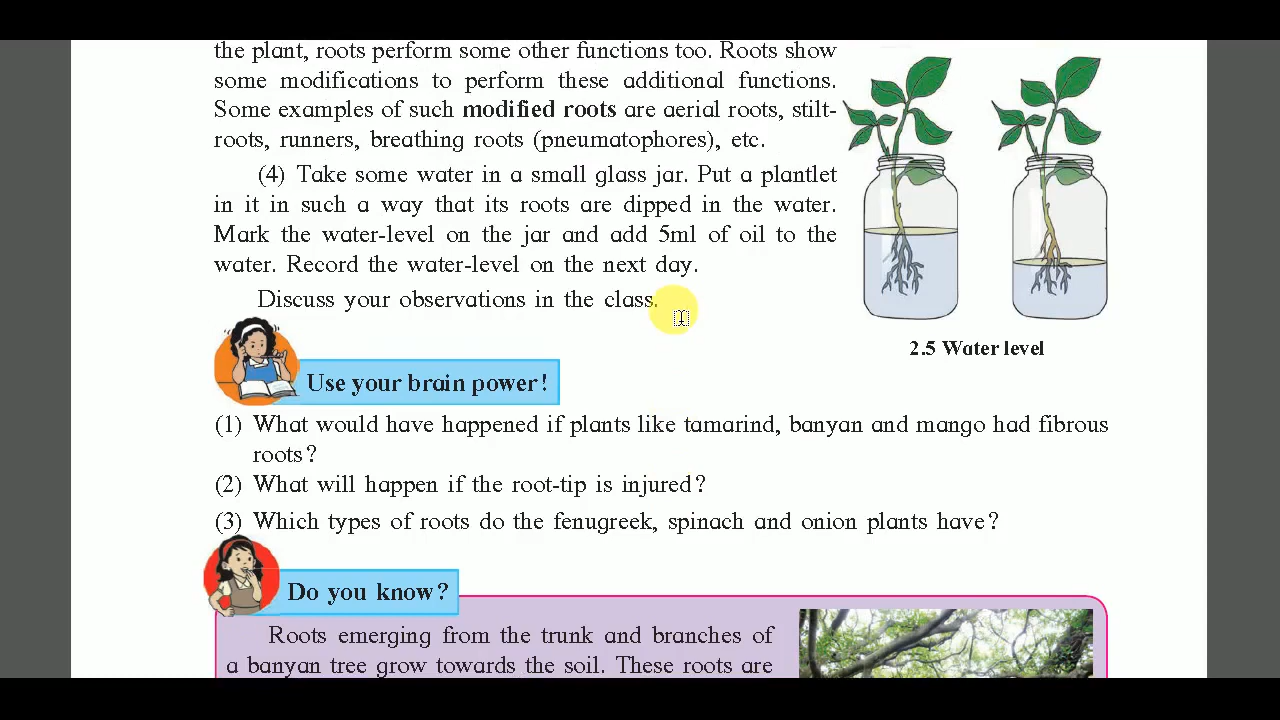 the plant, roots perform some other functions too. Roots show
some modifications to perform these additional functions.
Some examples of such modified roots are aerial roots, stilt-
roots, runners, breathing roots (pneumatophores), etc.
(4) Take some water in a small glass jar. Put a plantlet
in it in such a way that its roots are dipped in the water.
Mark the water-level on the jar and add 5ml of oil to the
water. Record the water-level on the next day.
Discuss your observations in the class.
2.5 Water level
Use your brain power!
(1) What would have happened if plants like tamarind, banyan and mango had fibrous
roots?
(2) What will happen if the root-tip is injured?
(3) Which types of roots do the fenugreek, spinach and onion plants have?
Do you know?
Roots emerging from the trunk and branches of
a banyan tree grow towards the soil. These roots are